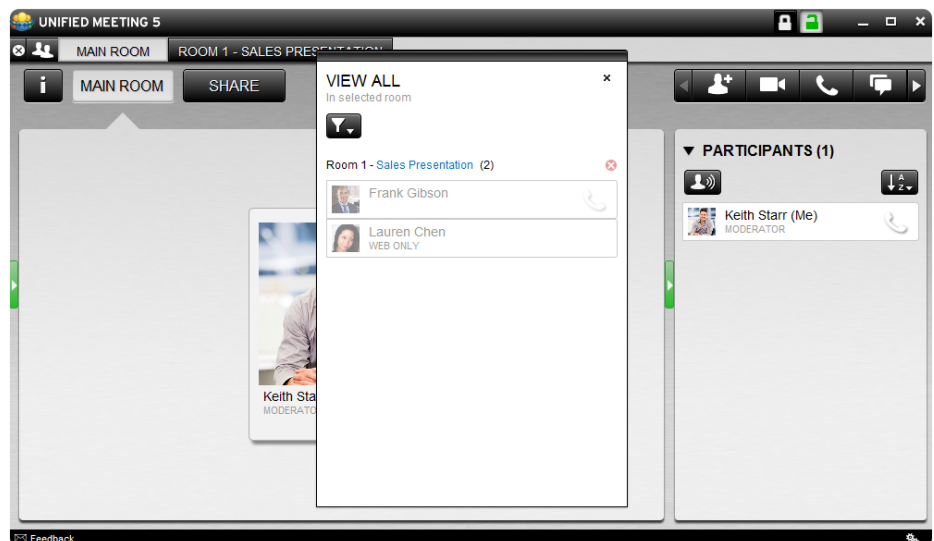 UNIFIED MEETING 5
MAIN ROOM
ROOM 1 - SALES PRESENTATION
i
MAIN ROOM
SHARE
VIEW ALL
×
In selected room
Room 1 - Sales Presentation (2)
Frank Gibson
Lauren Chen
WEB ONLY
Keith Sta
MODERATO
PARTICIPANTS (1)
A
Z
Keith Starr (Me)
MODERATOR
Feedback